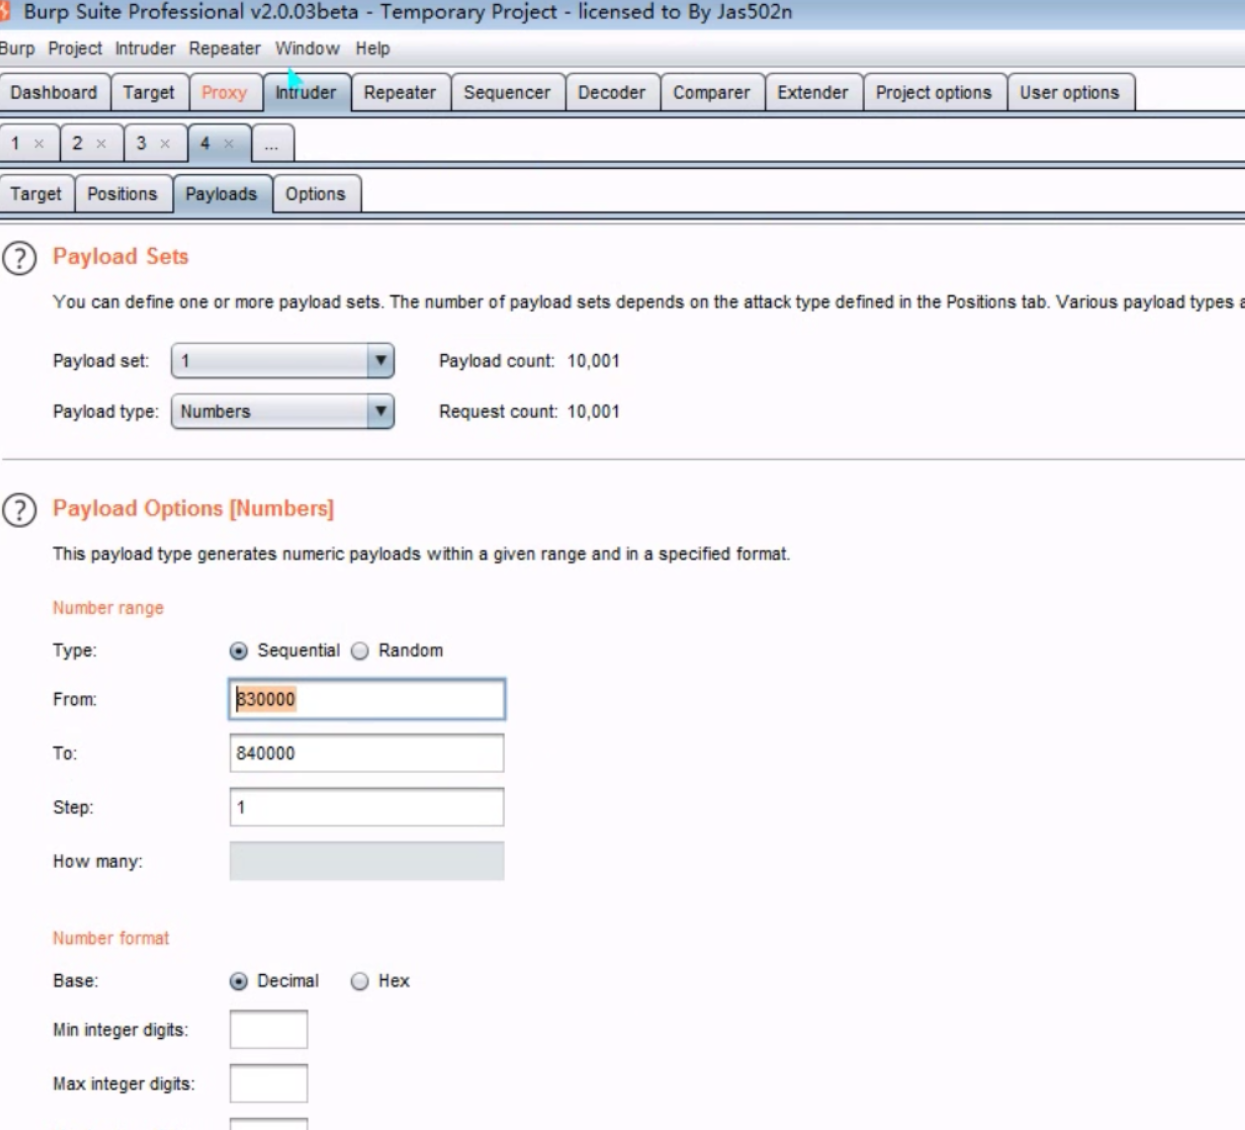 Burp Suite Professional v2.0.03beta - Temporary Project - licensed to By Jas502n
Burp Project Intruder Repeater Window Help
Dashboard Target Proxy Intruder Repeater Sequencer Decoder Comparer Extender Project options User options
1 × 2 × 3 × 4 × ...
Target Positions Payloads Options
? Payload Sets
You can define one or more payload sets. The number of payload sets depends on the attack type defined in the Positions tab. Various payload types
Payload set: 1 Payload count: 10,001
Payload type: Numbers Request count: 10,001
? Payload Options [Numbers]
This payload type generates numeric payloads within a given range and in a specified format.
Number range
Type: Sequential Random
From: 830000
To: 840000
Step: 1
How many:
Number format
Base: Decimal Hex
Min integer digits:
Max integer digits: